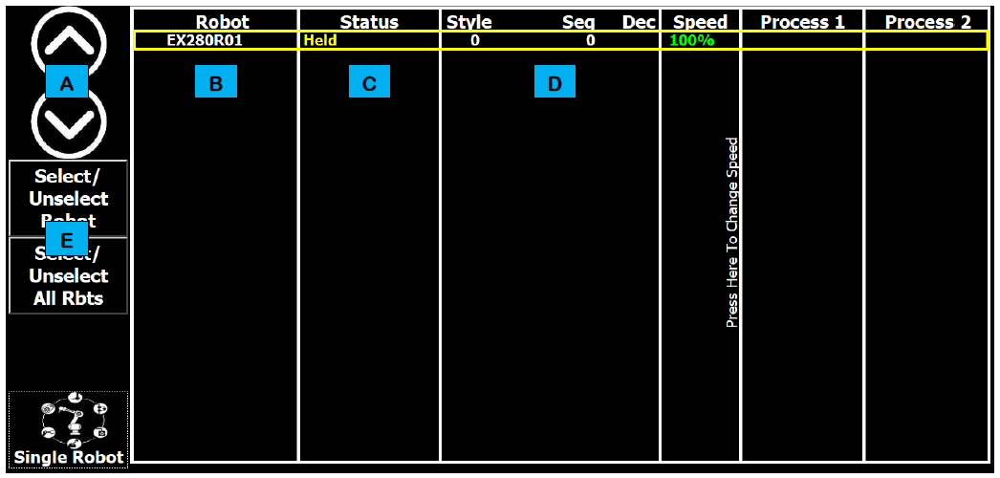 Robot Status Style Seq Dec Speed Process 1 Process 2
EX280R01 Held 0 0 100%
A B C D
Select/
Unselect
Robot
E
Select/
Unselect
All Rbts
Press Here To Change Speed
Single Robot